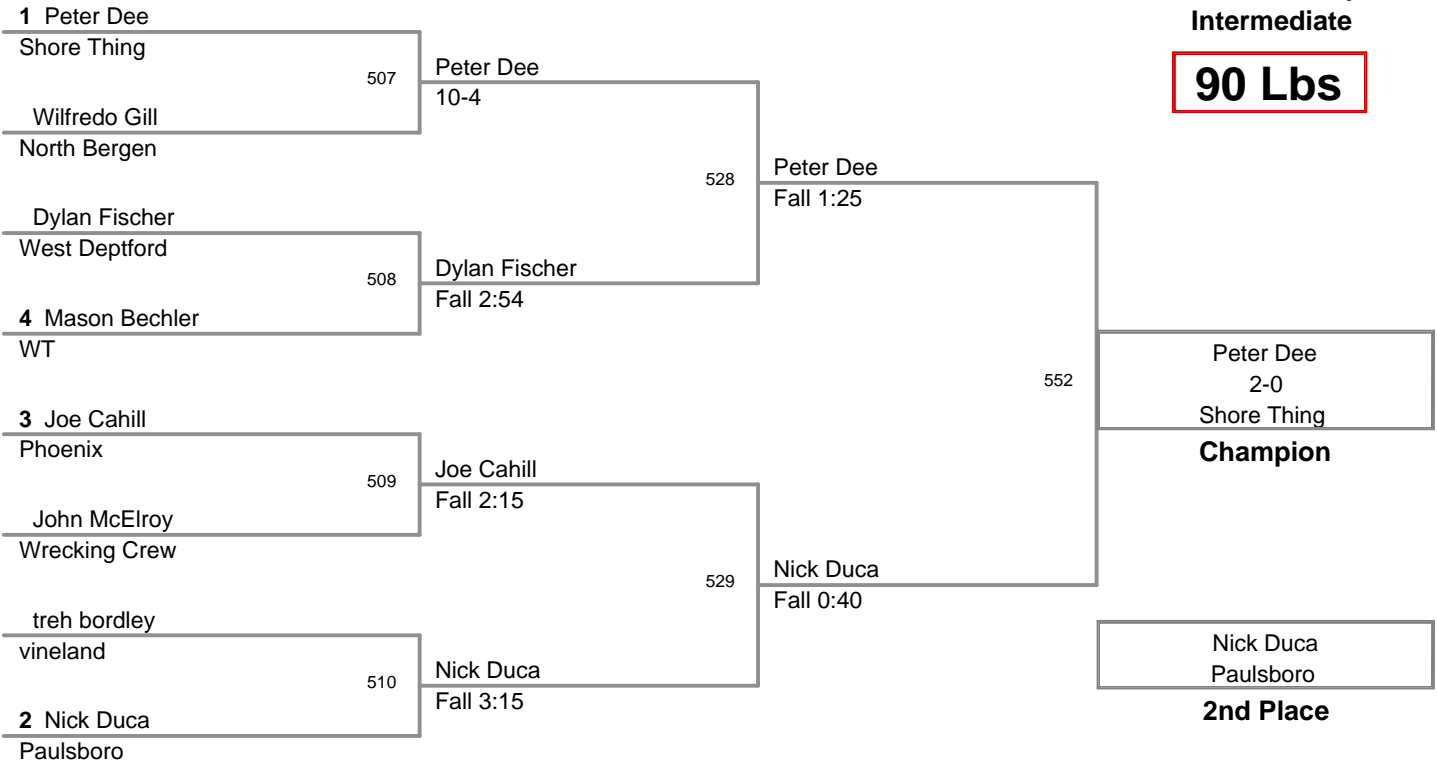 Intermediate
90 Lbs
1 Peter Dee
Shore Thing
507
Wilfredo Gill
North Bergen
Peter Dee
10-4
528
Dylan Fischer
West Deptford
508
4 Mason Bechler
WT
Dylan Fischer
Fall 2:54
Peter Dee
Fall 1:25
552
3 Joe Cahill
Phoenix
509
John McElroy
Wrecking Crew
Joe Cahill
Fall 2:15
529
treh bordley
vineland
510
2 Nick Duca
Paulsboro
Nick Duca
Fall 3:15
Nick Duca
Fall 0:40
Peter Dee
2-0
Shore Thing
Champion
Nick Duca
Paulsboro
2nd Place